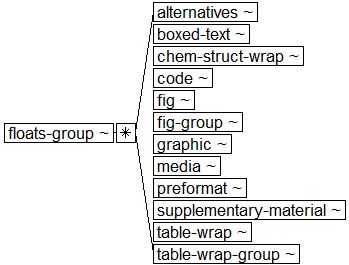 alternatives ~
boxed-text ~
chem-struct-wrap ~
code ~
fig ~
floats-group ~ *
fig-group ~
graphic ~
media ~
preformat ~
supplementary-material ~
table-wrap ~
table-wrap-group ~